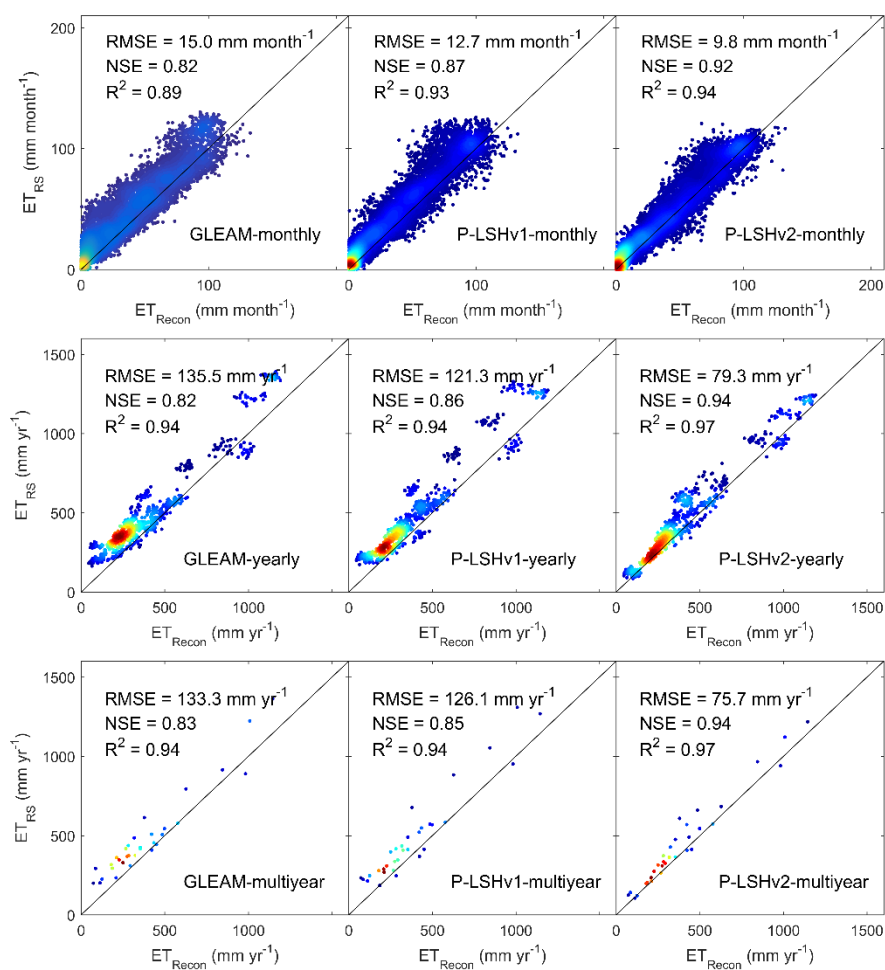 200
ET_RS (mm month⁻¹)
100
0
RMSE = 15.0 mm month⁻¹
NSE = 0.82
R² = 0.89
GLEAM-monthly
RMSE = 12.7 mm month⁻¹
NSE = 0.87
R² = 0.93
P-LSHv1-monthly
RMSE = 9.8 mm month⁻¹
NSE = 0.92
R² = 0.94
P-LSHv2-monthly
0 100 0 100 0 100 200
ET_Recon (mm month⁻¹) ET_Recon (mm month⁻¹) ET_Recon (mm month⁻¹)
1500
1000
ET_RS (mm yr⁻¹)
500
0
RMSE = 135.5 mm yr⁻¹
NSE = 0.82
R² = 0.94
GLEAM-yearly
RMSE = 121.3 mm yr⁻¹
NSE = 0.86
R² = 0.94
P-LSHv1-yearly
RMSE = 79.3 mm yr⁻¹
NSE = 0.94
R² = 0.97
P-LSHv2-yearly
0 500 1000 0 500 1000 0 500 1000 1500
ET_Recon (mm yr⁻¹) ET_Recon (mm yr⁻¹) ET_Recon (mm yr⁻¹)
1500
1000
ET_RS (mm yr⁻¹)
500
0
RMSE = 133.3 mm yr⁻¹
NSE = 0.83
R² = 0.94
GLEAM-multiyear
RMSE = 126.1 mm yr⁻¹
NSE = 0.85
R² = 0.94
P-LSHv1-multiyear
RMSE = 75.7 mm yr⁻¹
NSE = 0.94
R² = 0.97
P-LSHv2-multiyear
0 500 1000 0 500 1000 0 500 1000 1500
ET_Recon (mm yr⁻¹) ET_Recon (mm yr⁻¹) ET_Recon (mm yr⁻¹)